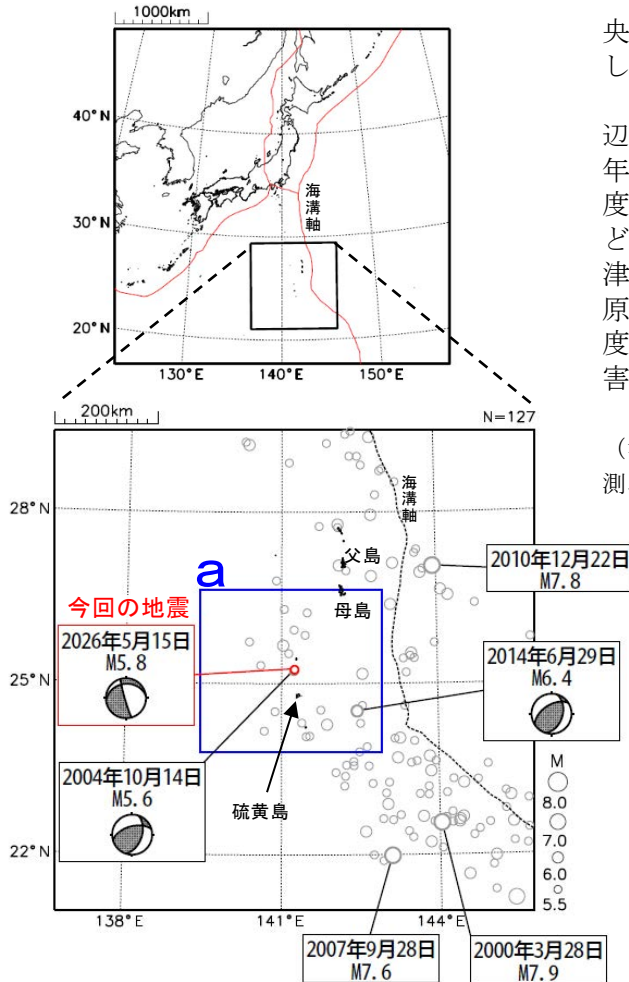 1000km
40°N
30°N
20°N
130°E
140°E
150°E
海溝軸
央
し
辺
年
度
ど
津
原
度
害
（
測
200km
N=127
28°N
25°N
22°N
138°E
141°E
144°E
海溝軸
父島
母島
a
今回の地震
2026年5月15日
M5.8
2004年10月14日
M5.6
硫黄島
2010年12月22日
M7.8
2014年6月29日
M6.4
M
8.0
7.0
6.0
5.5
2007年9月28日
M7.6
2000年3月28日
M7.9